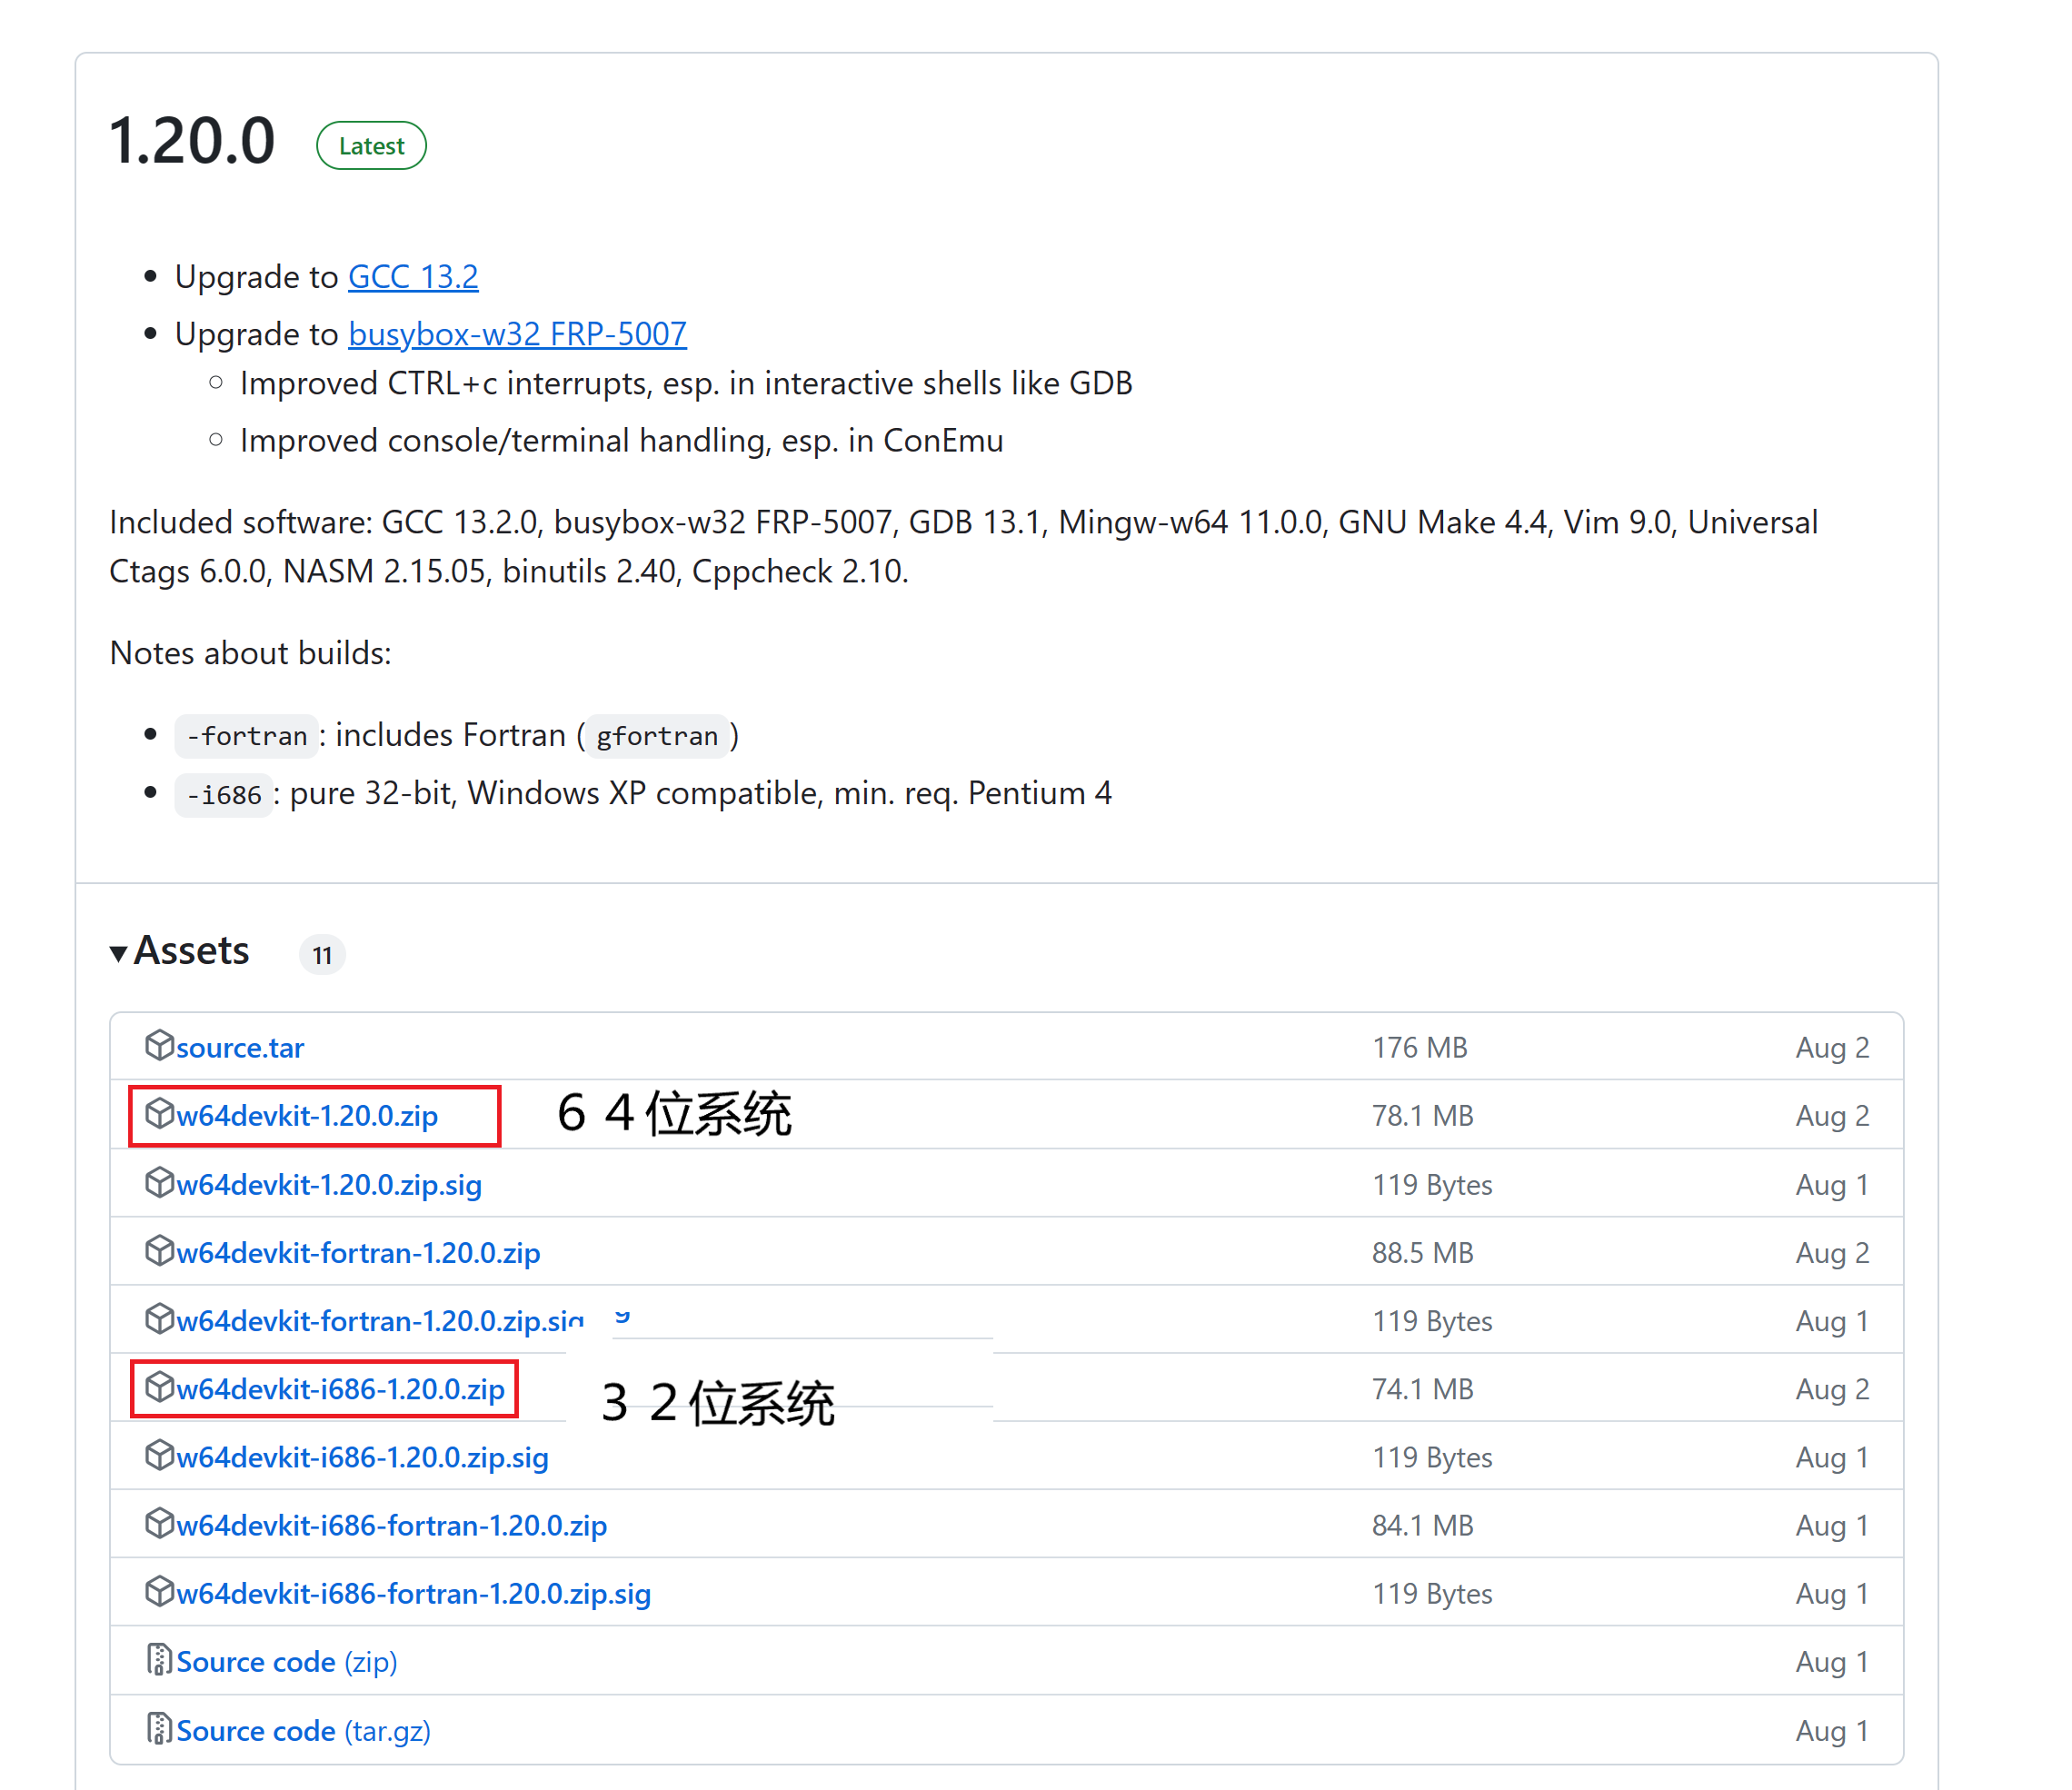 1.20.0 Latest
Upgrade to GCC 13.2
Upgrade to busybox-w32 FRP-5007
Improved CTRL+c interrupts, esp. in interactive shells like GDB
Improved console/terminal handling, esp. in ConEmu
Included software: GCC 13.2.0, busybox-w32 FRP-5007, GDB 13.1, Mingw-w64 11.0.0, GNU Make 4.4, Vim 9.0, Universal
Ctags 6.0.0, NASM 2.15.05, binutils 2.40, Cppcheck 2.10.
Notes about builds:
-fortran: includes Fortran (gfortran)
-i686: pure 32-bit, Windows XP compatible, min. req. Pentium 4
Assets 11
source.tar 176 MB Aug 2
w64devkit-1.20.0.zip 64位系统 78.1 MB Aug 2
w64devkit-1.20.0.zip.sig 119 Bytes Aug 1
w64devkit-fortran-1.20.0.zip 88.5 MB Aug 2
w64devkit-fortran-1.20.0.zip.sig 119 Bytes Aug 1
w64devkit-i686-1.20.0.zip 32位系统 74.1 MB Aug 2
w64devkit-i686-1.20.0.zip.sig 119 Bytes Aug 1
w64devkit-i686-fortran-1.20.0.zip 84.1 MB Aug 1
w64devkit-i686-fortran-1.20.0.zip.sig 119 Bytes Aug 1
Source code (zip) Aug 1
Source code (tar.gz) Aug 1